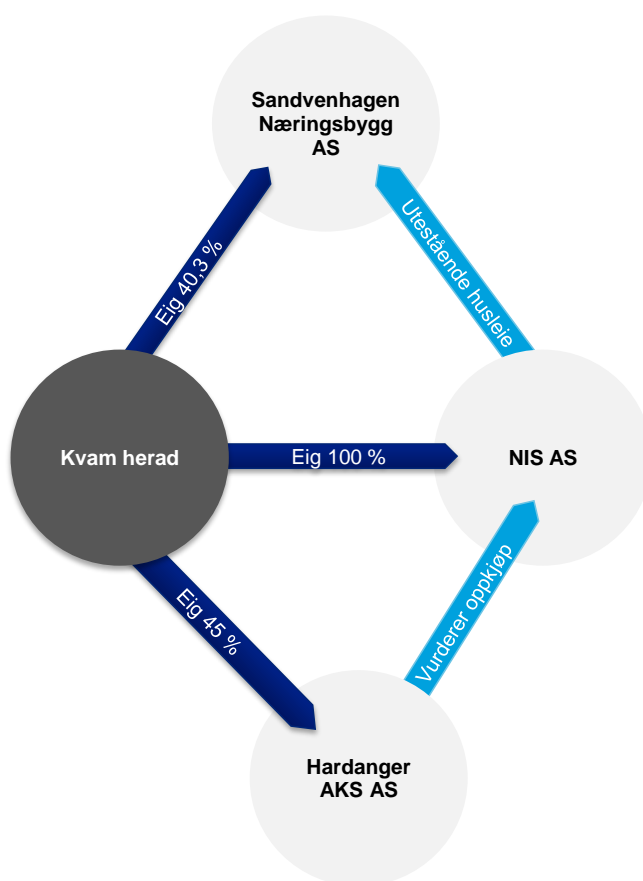 Sandvenhagen
Næringsbygg
AS
Eig 40,3 %
Utestående husleie
Kvam herad
Eig 100 %
NIS AS
Eig 45 %
Vurderer oppkjøp
Hardanger
AKS AS